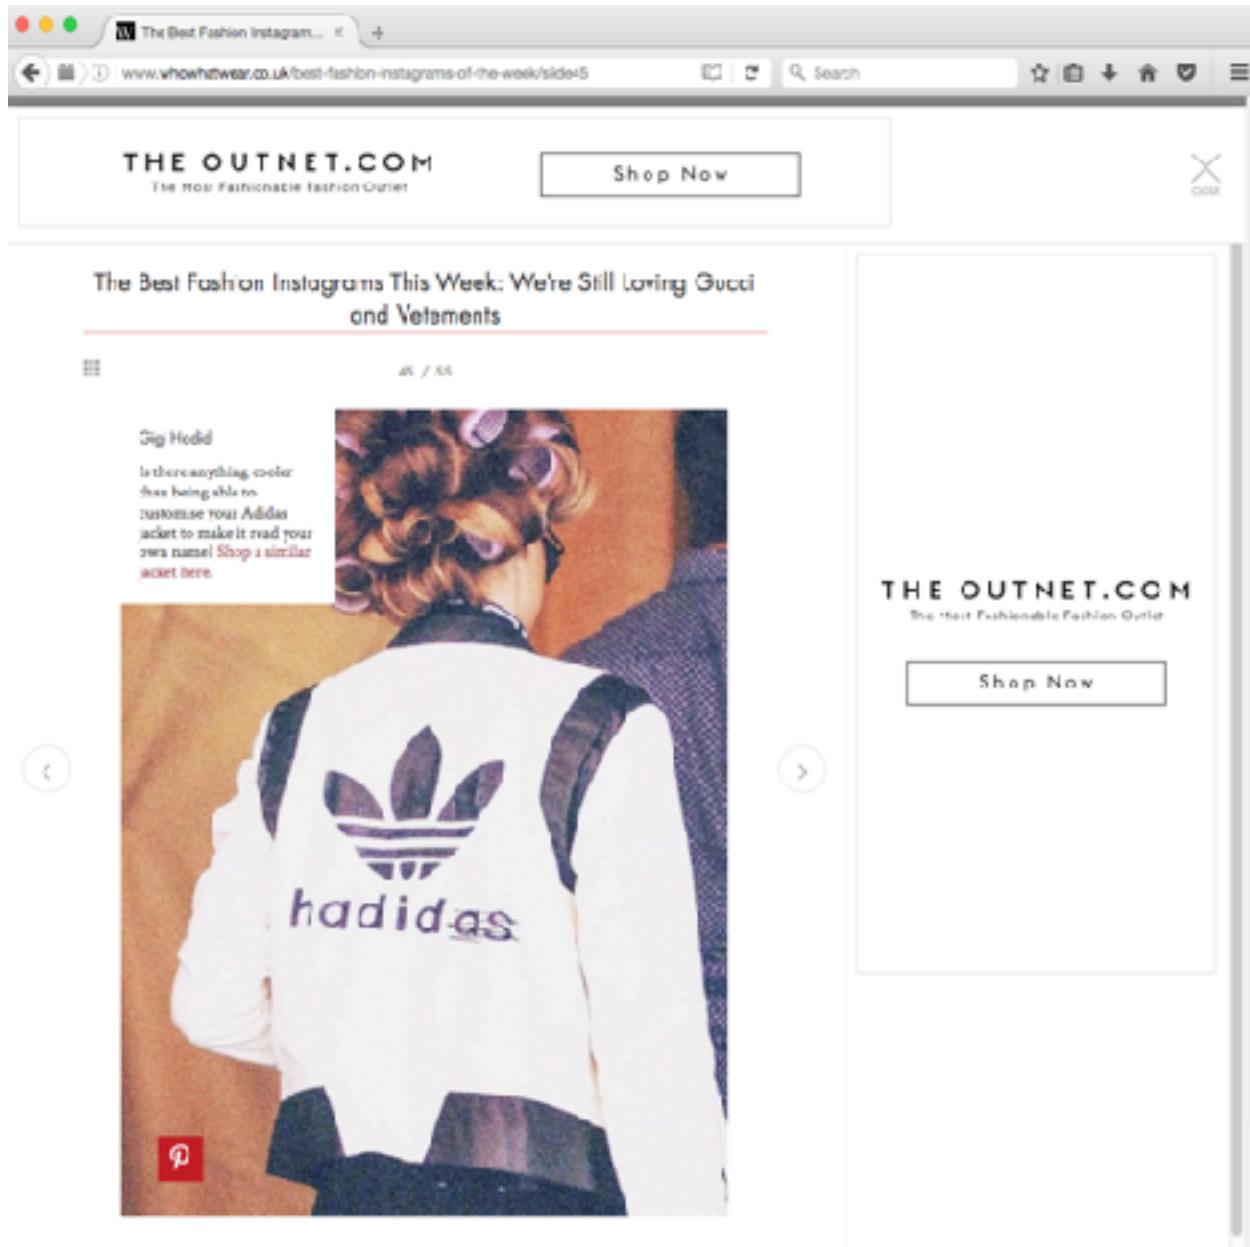 The Best Fashion Instagram...
www.whowhatwear.co.uk/best-fashion-instagrams-of-the-week/slide45
Search
THE OUTNET.COM
The Most Fashionable Fashion Outlet
Shop Now
CLOSE
The Best Fashion Instagrams This Week: We're Still Loving Gucci
and Vetements
Gigi Hadid
Is there anything cooler
than being able to
customise your Adidas
jacket to make it read your
own name? Shop a similar
jacket here.
hadidas
THE OUTNET.COM
The Most Fashionable Fashion Outlet
Shop Now